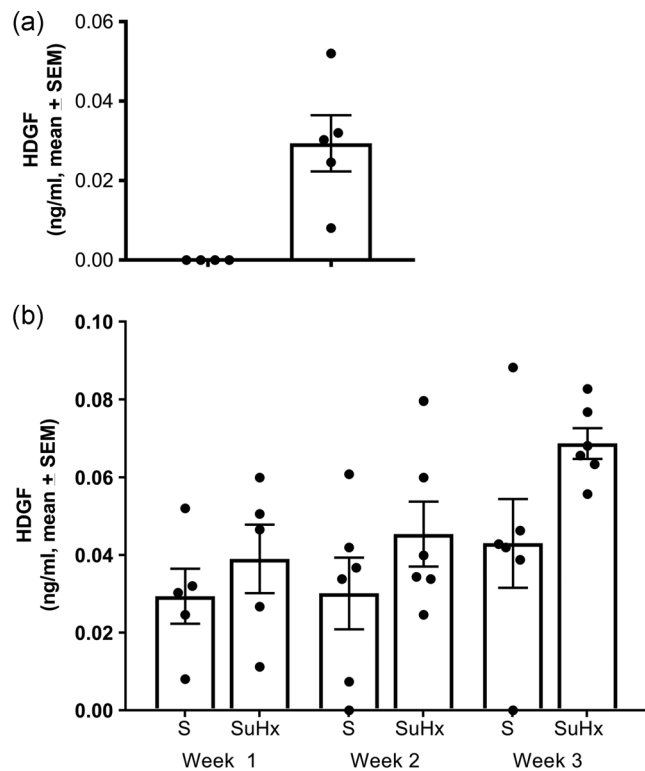 (a)
HDGF
(ng/ml, mean ± SEM)
0.06
0.04
0.02
0.00
(b)
HDGF
(ng/ml, mean ± SEM)
0.10
0.08
0.06
0.04
0.02
0.00
S SuHx S SuHx S SuHx
Week 1 Week 2 Week 3